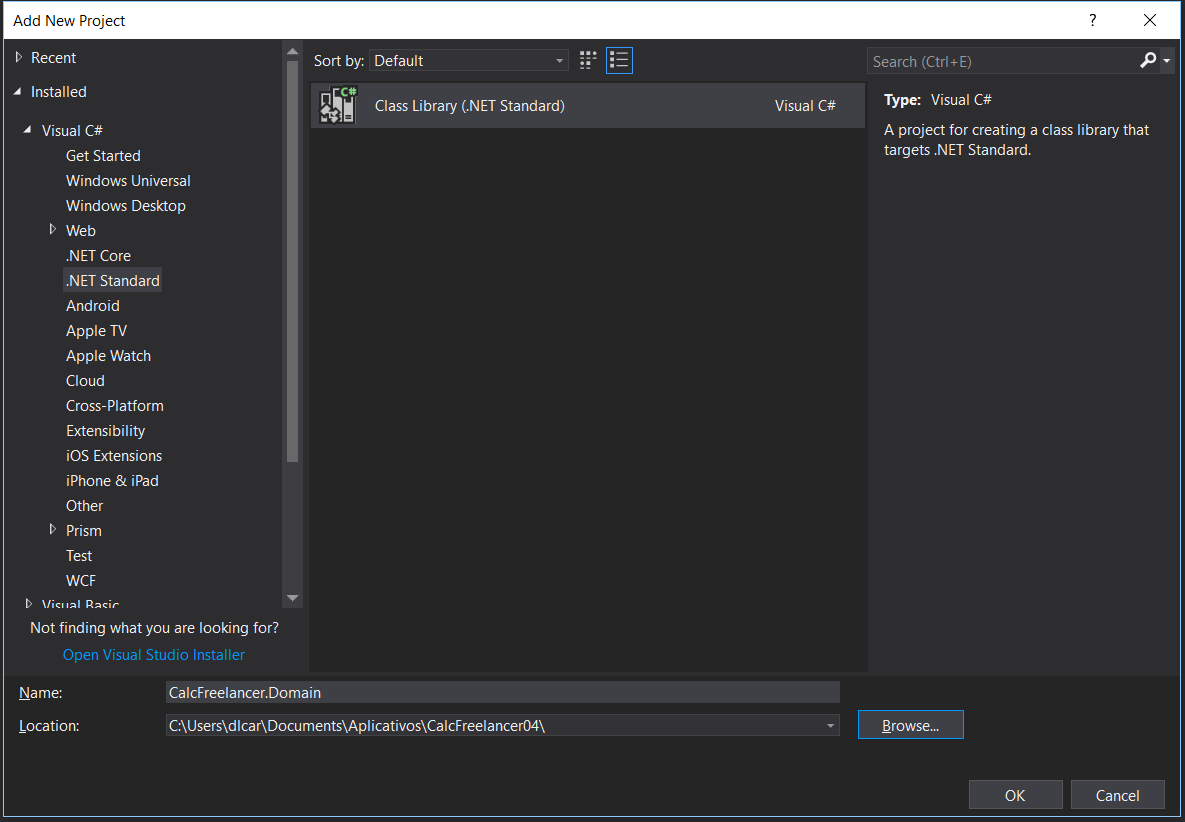 Add New Project
?
Recent
Installed
Visual C#
Get Started
Windows Universal
Windows Desktop
Web
.NET Core
.NET Standard
Android
Apple TV
Apple Watch
Cloud
Cross-Platform
Extensibility
iOS Extensions
iPhone & iPad
Other
Prism
Test
WCF
Visual Basic
Not finding what you are looking for?
Open Visual Studio Installer
Sort by: Default
C# Class Library (.NET Standard) Visual C#
Search (Ctrl+E)
Type: Visual C#
A project for creating a class library that
targets .NET Standard.
Name: CalcFreelancer.Domain
Location: C:\Users\dlcar\Documents\Aplicativos\CalcFreelancer04\
Browse...
OK Cancel